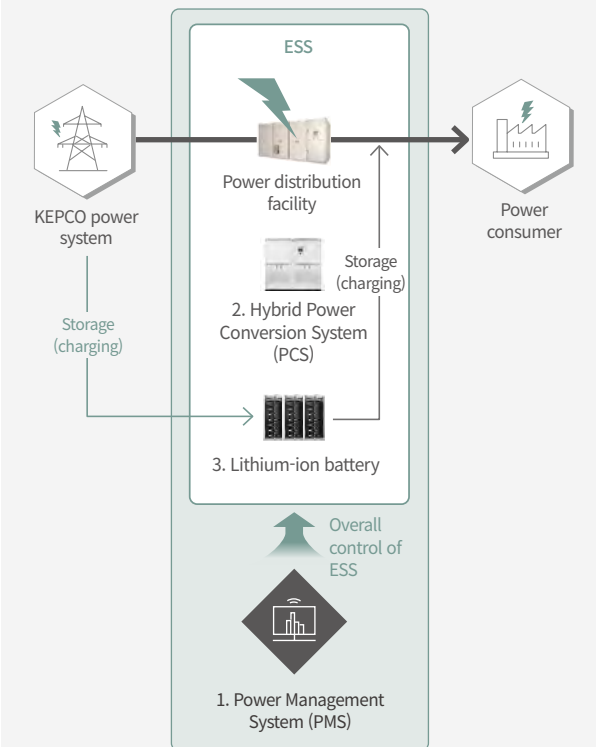 ESS
KEPCO power
system
Power distribution
facility
Power
consumer
Storage
(charging)
2. Hybrid Power
Conversion System
(PCS)
Storage
(charging)
3. Lithium-ion battery
Overall
control of
ESS
1. Power Management
System (PMS)